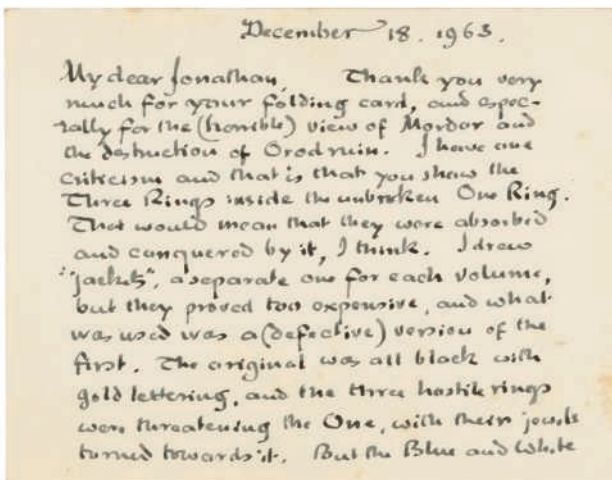 December 18. 1963.
My dear Jonathan, Thank you very
much for your folding card, and espec-
ially for the (horrible) view of Mordor and
the destruction of Orodruin. I have one
criticism and that is that you show the
Three Rings inside the unbroken One Ring.
That would mean that they were absorbed
and conquered by it, I think. I drew
"jackets", a separate one for each volume,
but they proved too expensive, and what
was used was a (defective) version of the
first. The original was all black with
gold lettering, and the three hostile rings
were threatening the One, with their jewels
turned towards it. But the Blue and White